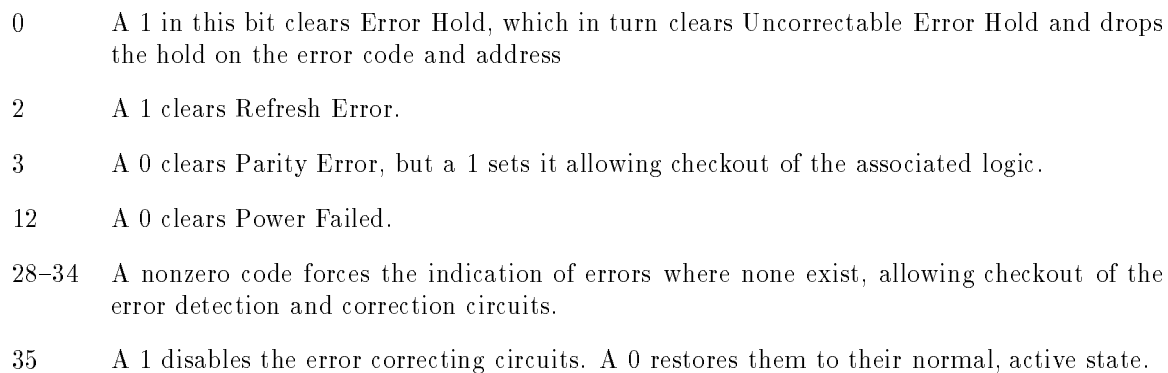 0 A 1 in this bit clears Error Hold, which in turn clears Uncorrectable Error Hold and drops
the hold on the error code and address
2 A 1 clears Refresh Error.
3 A 0 clears Parity Error, but a 1 sets it allowing checkout of the associated logic.
12 A 0 clears Power Failed.
28–34 A nonzero code forces the indication of errors where none exist, allowing checkout of the
error detection and correction circuits.
35 A 1 disables the error correcting circuits. A 0 restores them to their normal, active state.